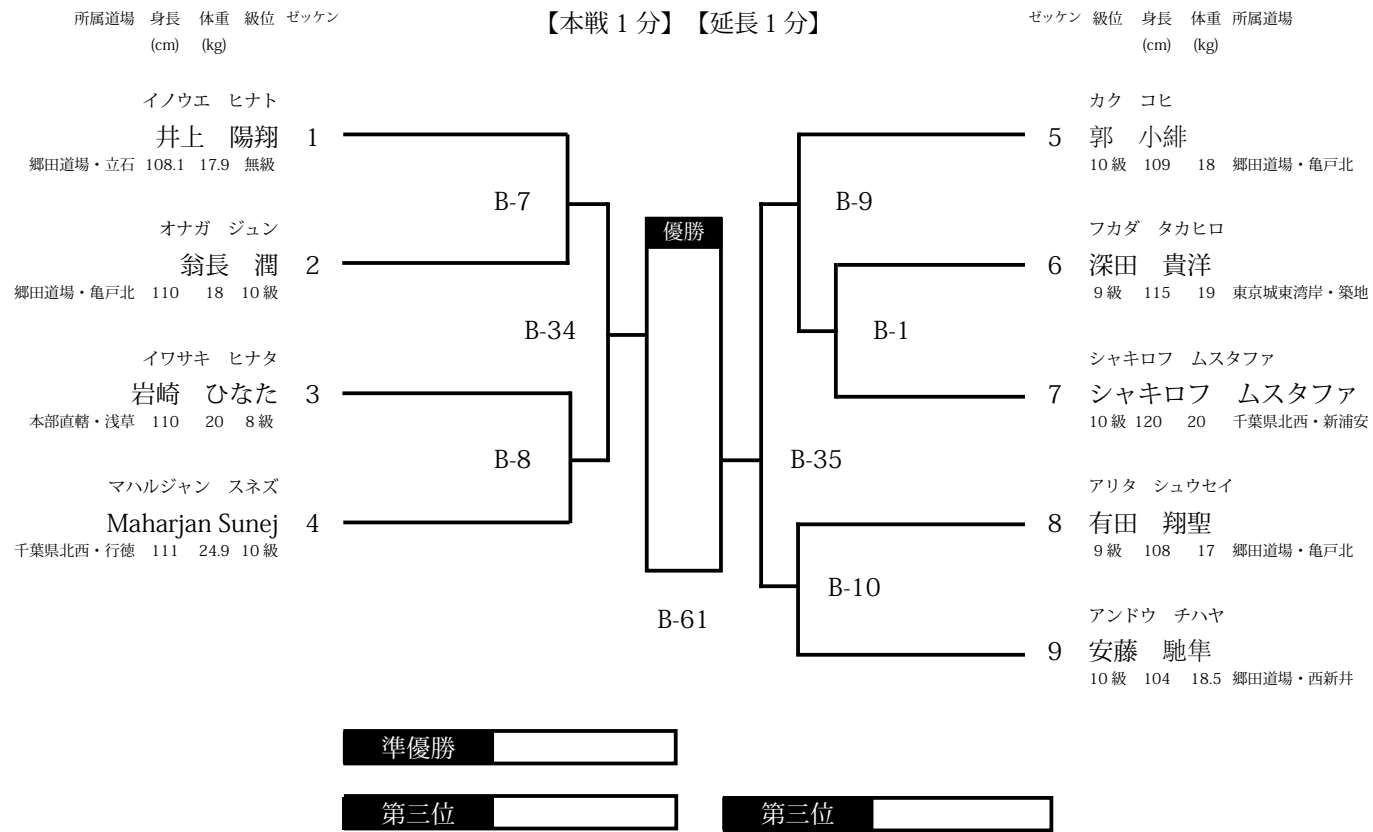 所属道場 身長 体重 級位 ゼッケン
(cm) (kg)
【本戦 1 分】【延長 1 分】
ゼッケン 級位 身長 体重 所属道場
(cm) (kg)
イノウエ ヒナト
井上 陽翔 1
郷田道場・立石 108.1 17.9 無級
B-7
オナガ ジュン
翁長 潤 2
郷田道場・亀戸北 110 18 10 級
B-34
イワサキ ヒナタ
岩崎 ひなた 3
本部直轄・浅草 110 20 8 級
B-8
マハルジャン スネズ
Maharjan Sunej 4
千葉県北西・行徳 111 24.9 10 級
優勝
B-61
カク コヒ
5 郭 小緋
10 級 109 18 郷田道場・亀戸北
B-9
フカダ タカヒロ
6 深田 貴洋
9 級 115 19 東京城東湾岸・築地
B-1
シャキロフ ムスタファ
7 シャキロフ ムスタファ
10 級 120 20 千葉県北西・新浦安
B-35
アリタ シュウセイ
8 有田 翔聖
9 級 108 17 郷田道場・亀戸北
B-10
アンドウ チハヤ
9 安藤 馳隼
10 級 104 18.5 郷田道場・西新井
準優勝
第三位
第三位